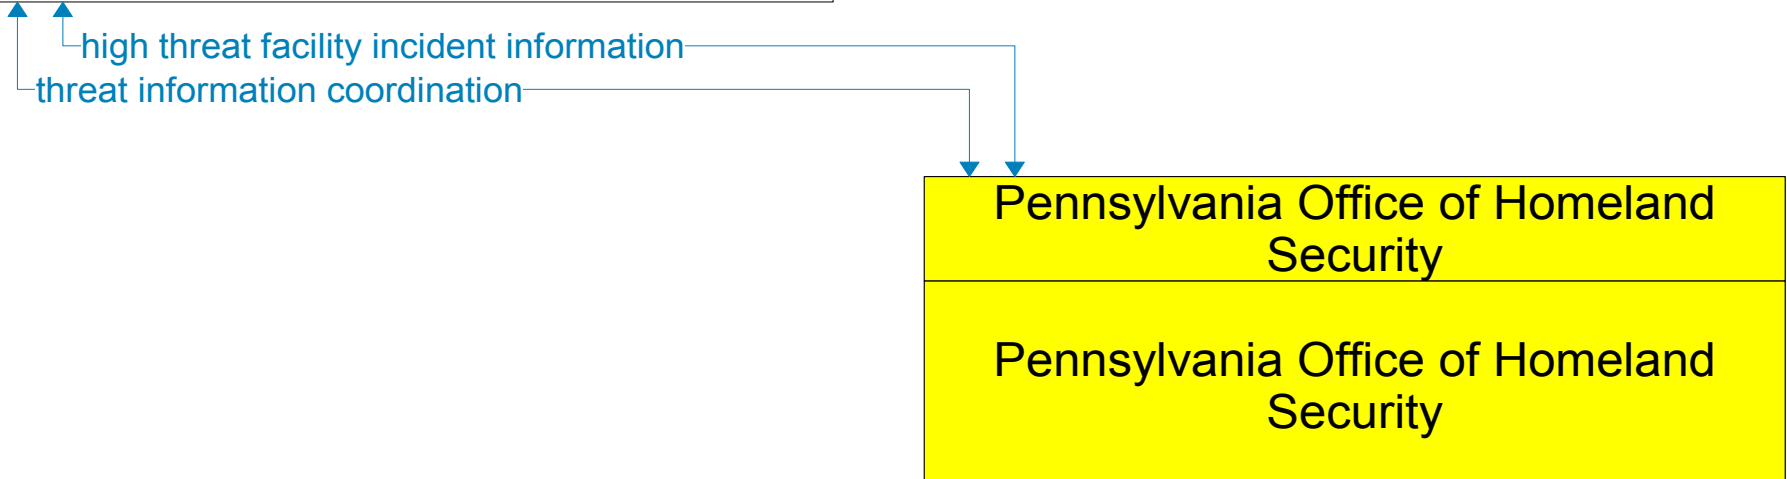 high threat facility incident information
threat information coordination
Pennsylvania Office of Homeland
Security
Pennsylvania Office of Homeland
Security